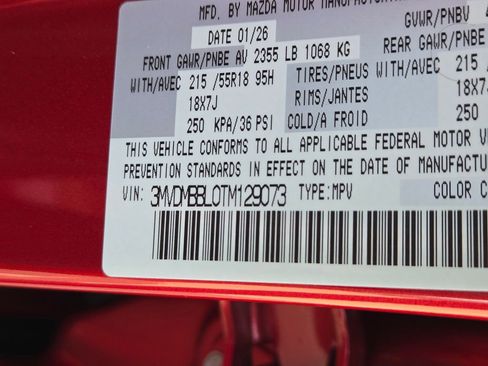 MFD. BY MAZDA MOTOR
DATE 01/26 GVWR/PNBV
FRONT GAWR/PNBE AV 2355 LB 1068 KG REAR GAWR/PNBE
WITH/AVEC 215 /55R18 95H TIRES/PNEUS WITH/AVEC 215
18X7J RIMS/JANTES 18X7J
250 KPA/36 PSI COLD/A FROID 250
THIS VEHICLE CONFORMS TO ALL APPLICABLE FEDERAL MOTOR
PREVENTION STANDARDS IN EFFECT ON THE DATE OF MANUFACTURE
VIN: 3MVDMBBL0TM129073 TYPE:MPV COLOR